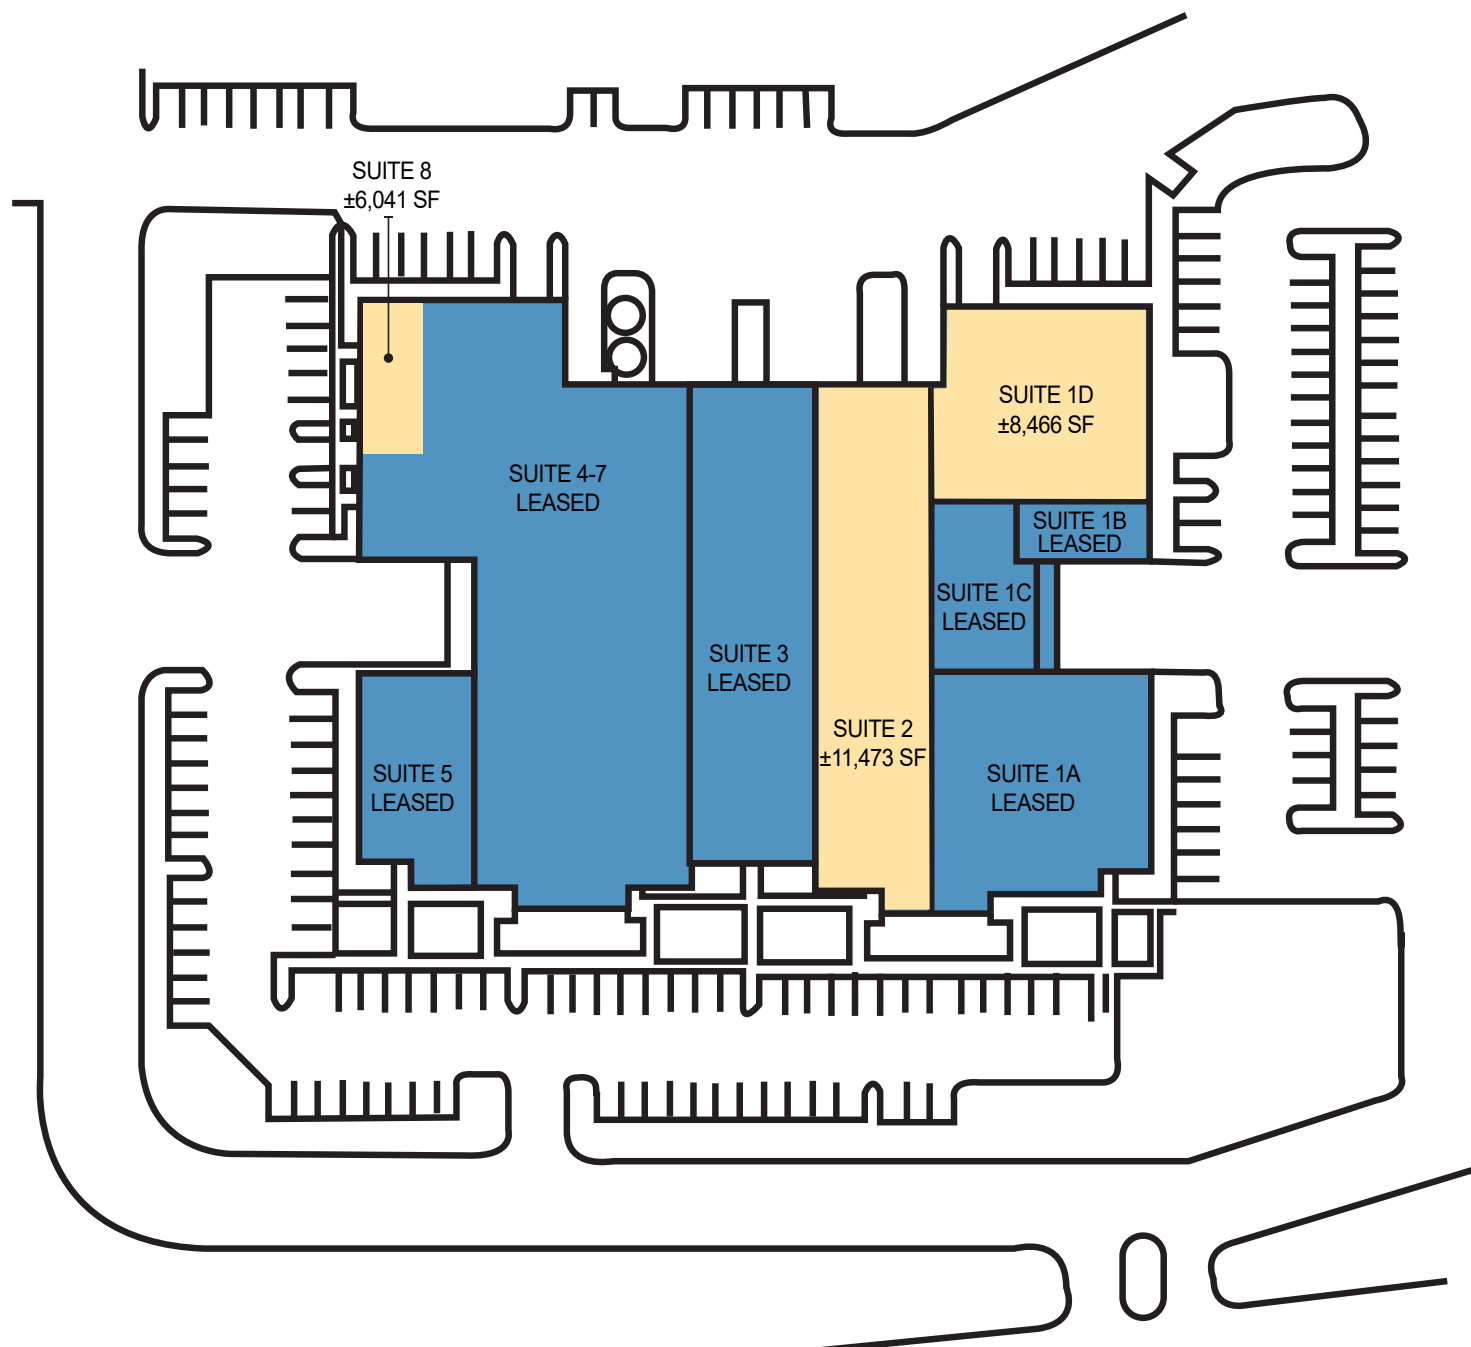 SUITE 8
±6,041 SF
SUITE 1D
±8,466 SF
SUITE 4-7
LEASED
SUITE 1B
LEASED
SUITE 1C
LEASED
SUITE 3
LEASED
SUITE 2
±11,473 SF
SUITE 5
LEASED
SUITE 1A
LEASED